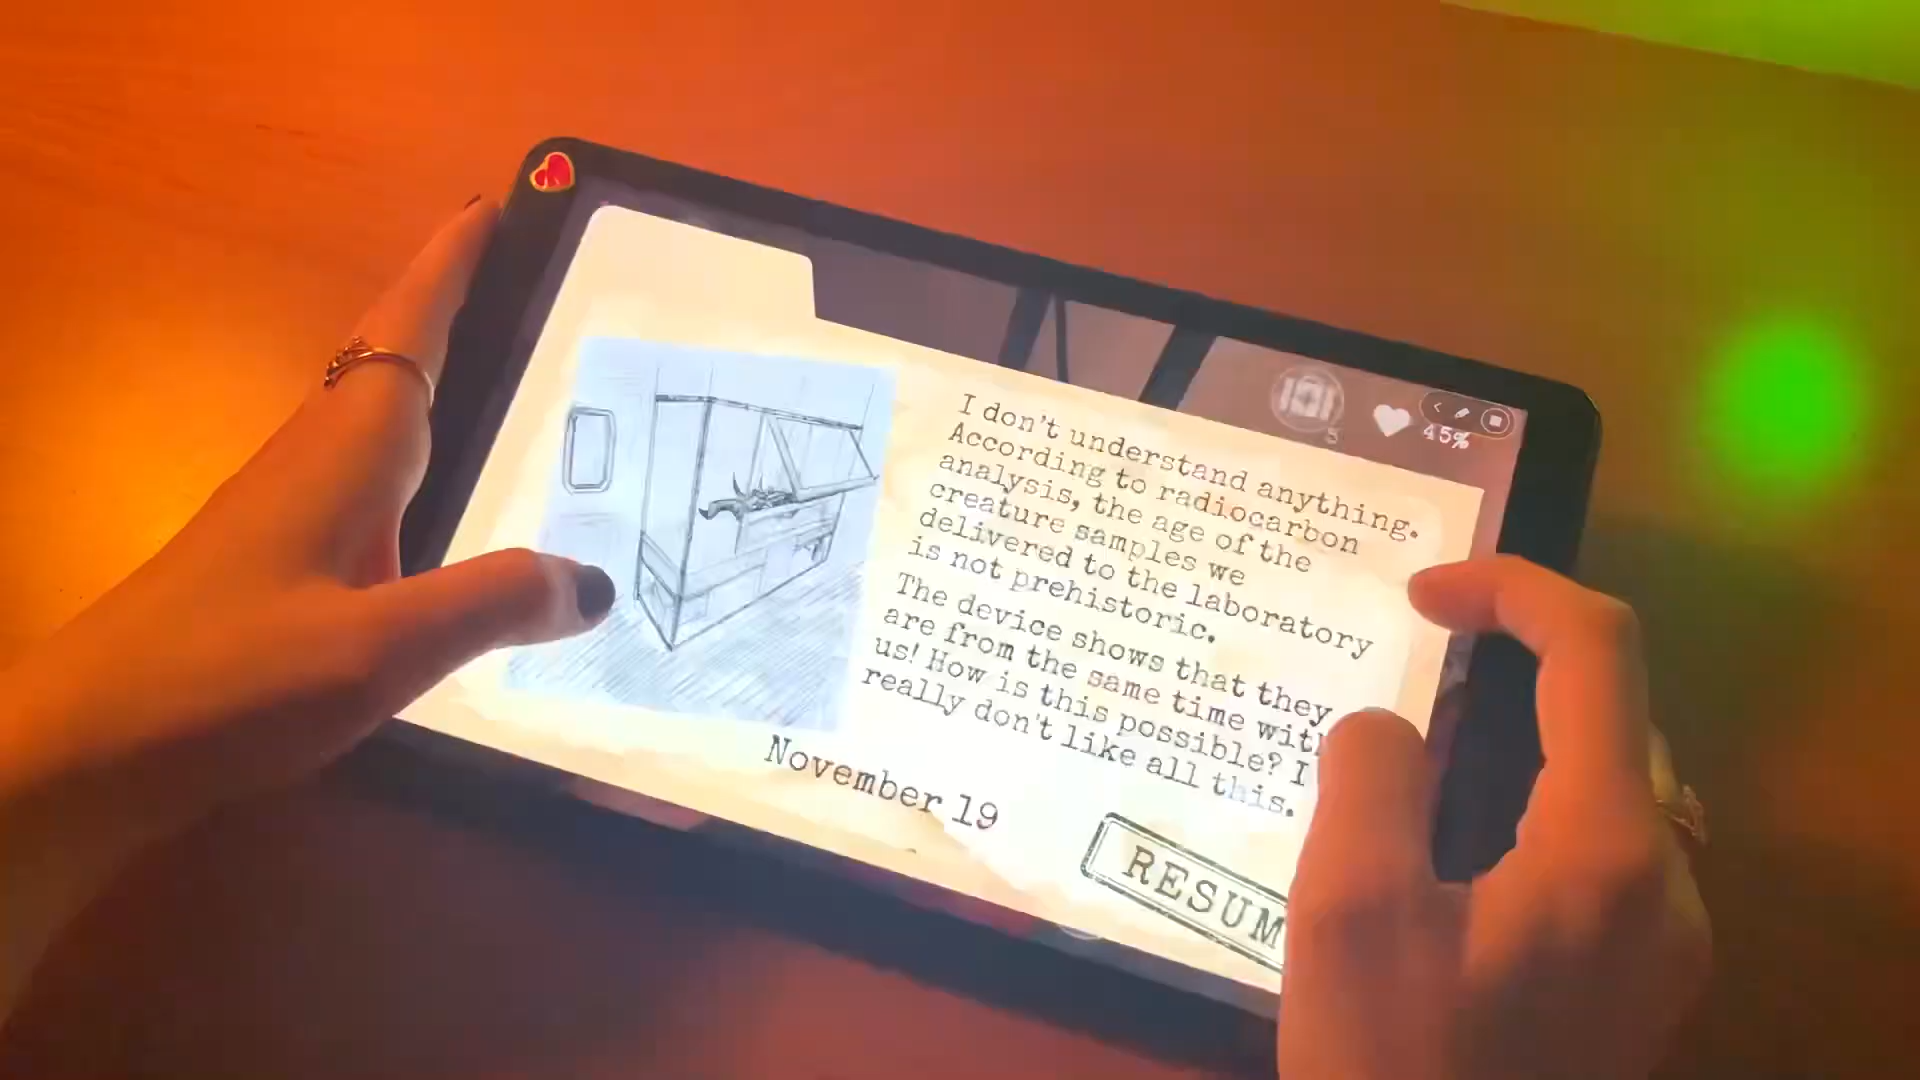 I don't understand anything.
According to radiocarbon
analysis, the age of the
creature samples we
delivered to the laboratory
is not prehistoric.
The device shows that they
are from the same time with
us! How is this possible? I
really don't like all this.
November 19
RESUM
5
45%